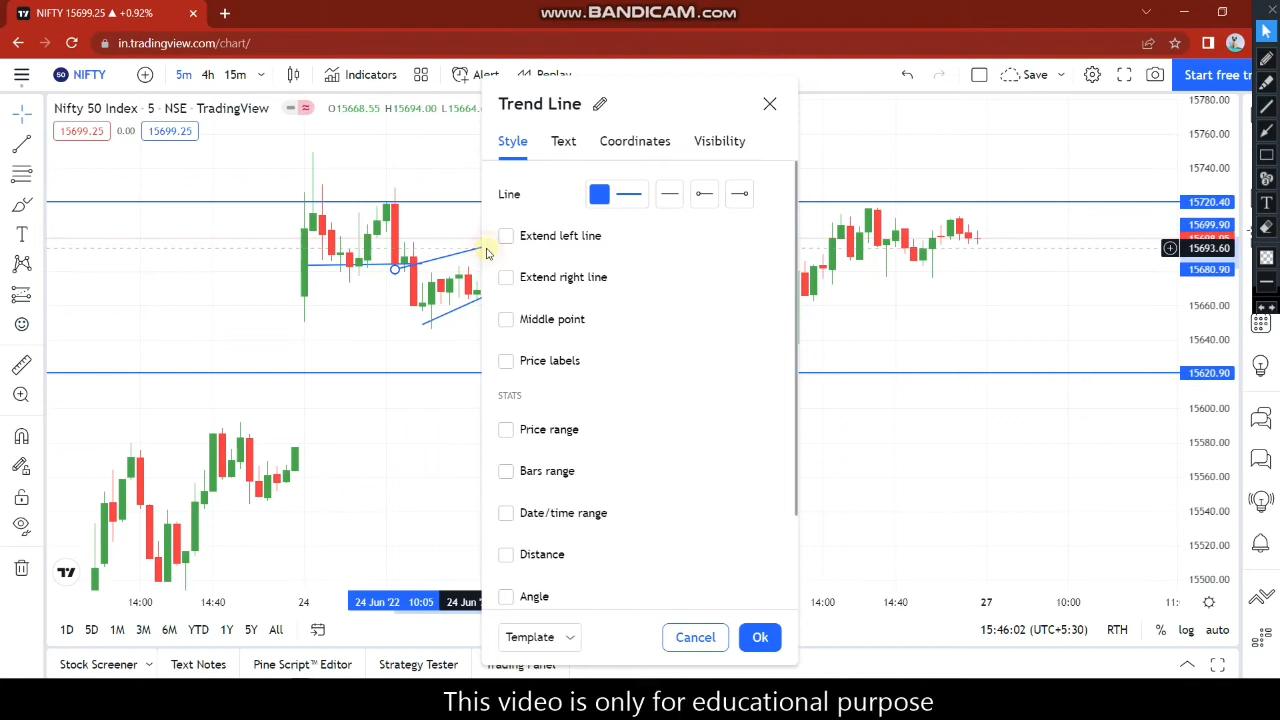 NIFTY 15699.25 ▲ +0.92%
www.BANDICAM.com
in.tradingview.com/chart/
50 NIFTY 5m 4h 15m Indicators Alert Replay Save Start free tr
Nifty 50 Index · 5 · NSE · TradingView O15668.55 H15694.00 L15664.
15699.25 0.00 15699.25
Trend Line
Style Text Coordinates Visibility
Line
Extend left line
Extend right line
Middle point
Price labels
STATS
Price range
Bars range
Date/time range
Distance
Angle
Template Cancel Ok
15780.00
15760.00
15740.00
15720.40
15699.90
15693.60
15680.90
15660.00
15640.00
15620.90
15600.00
15580.00
15560.00
15540.00
15520.00
15500.00
14:00 14:40 24 24 Jun '22 10:05 24 Jun 14:00 14:40 27 10:00 11:
1D 5D 1M 3M 6M YTD 1Y 5Y All 15:46:02 (UTC+5:30) RTH % log auto
Stock Screener Text Notes Pine Script™ Editor Strategy Tester Trading Panel
This video is only for educational purpose